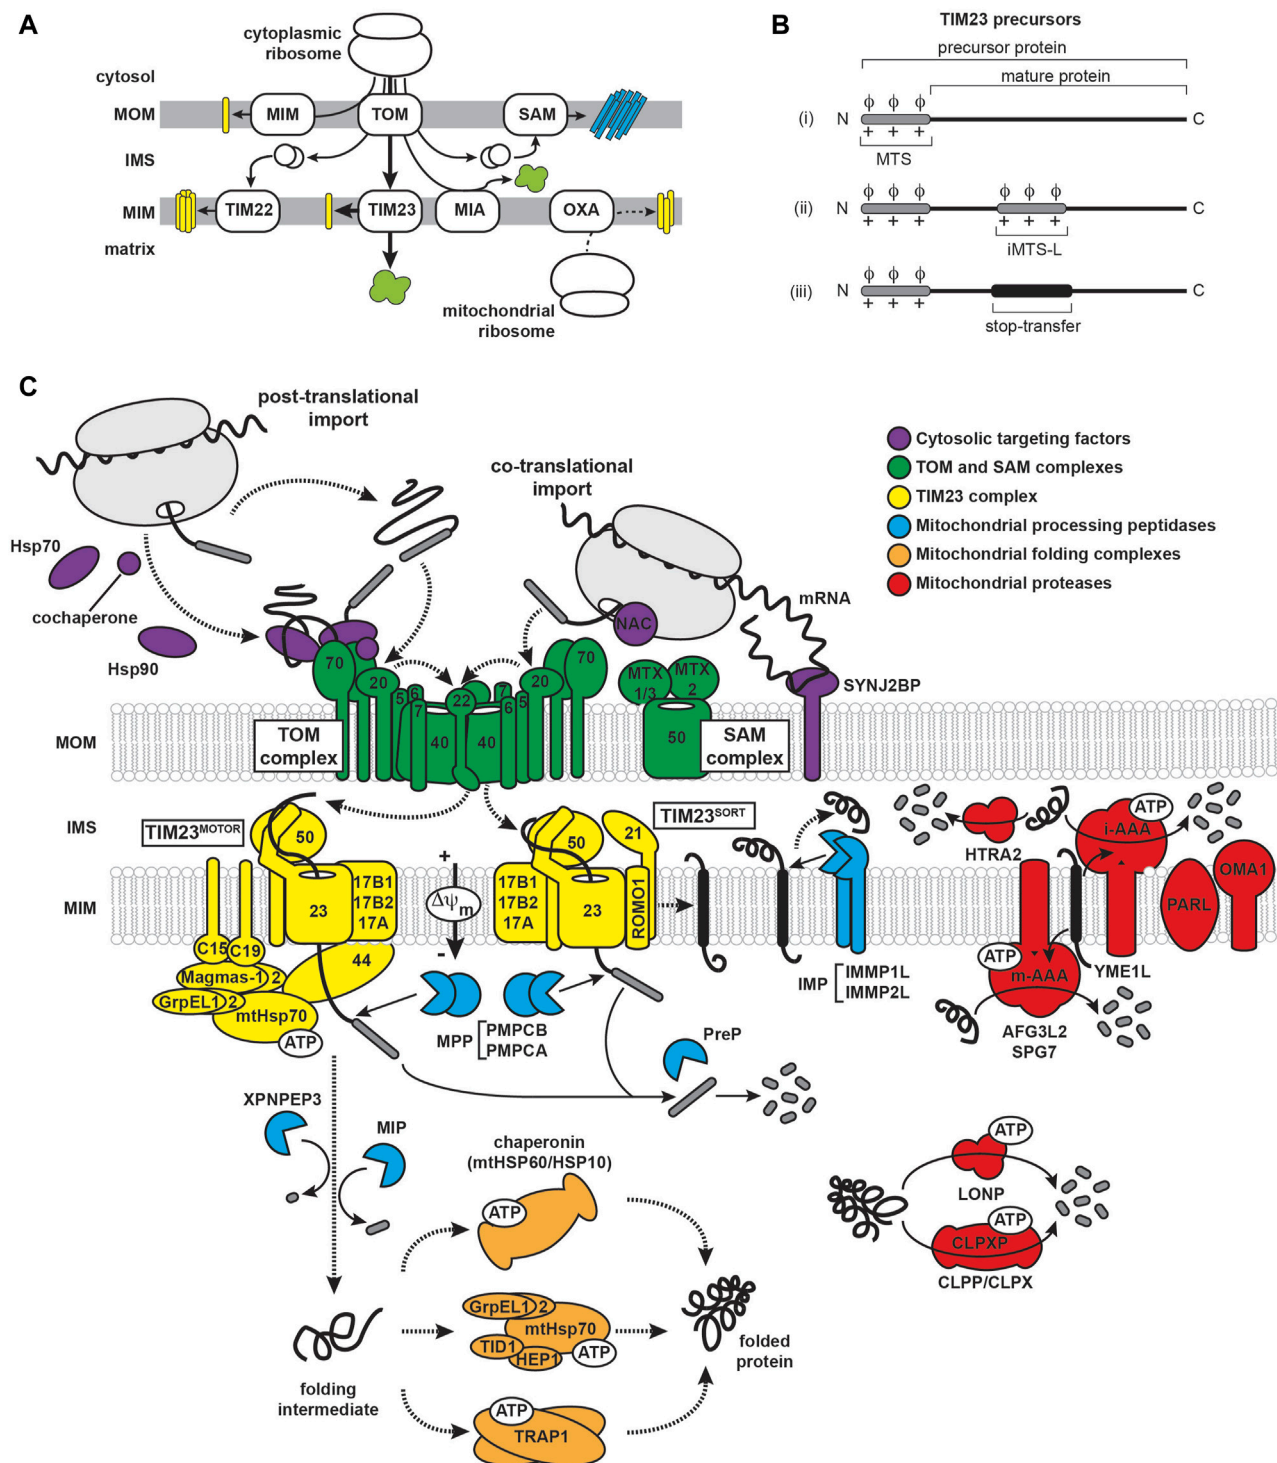 A
cytoplasmic
ribosome
cytosol
MOM
MIM
TOM
SAM
IMS
MIM
TIM22
TIM23
MIA
OXA
matrix
mitochondrial
ribosome
B
TIM23 precursors
precursor protein
mature protein
ϕ ϕ ϕ
(i) N C
+ + +
MTS
ϕ ϕ ϕ ϕ ϕ ϕ
(ii) N C
+ + + + + +
iMTS-L
ϕ ϕ ϕ
(iii) N C
+ + +
stop-transfer
C
post-translational
import
co-translational
import
Cytosolic targeting factors
TOM and SAM complexes
TIM23 complex
Mitochondrial processing peptidases
Mitochondrial folding complexes
Mitochondrial proteases
Hsp70
cochaperone
Hsp90
NAC
mRNA
SYNJ2BP
70
20
5
6
7
22
7
6
5
20
70
40
40
MTX
1/3
MTX
2
50
TOM
complex
SAM
complex
MOM
IMS
MIM
TIM23MOTOR
50
23
17B1
17B2
17A
C15
C19
Magmas-1 2
GrpEL1 2
mtHsp70
ATP
44
+
Δψm
-
TIM23SORT
50
21
17B1
17B2
17A
23
ROMO1
MPP
PMPCB
PMPCA
IMP
IMMP1L
IMMP2L
HTRA2
ATP
i-AAA
YME1L
ATP
m-AAA
AFG3L2
SPG7
PARL
OMA1
PreP
XPNPEP3
MIP
chaperonin
(mtHSP60/HSP10)
ATP
GrpEL1 2
mtHsp70
TID1
HEP1
ATP
ATP
TRAP1
folding
intermediate
folded
protein
ATP
LONP
ATP
CLPXP
CLPP/CLPX